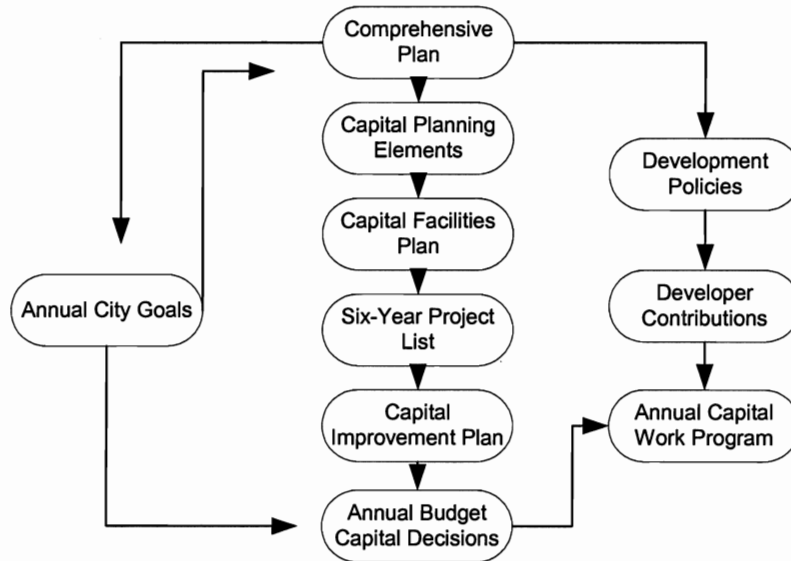 Comprehensive
Plan
Capital Planning
Elements
Development
Policies
Capital Facilities
Plan
Annual City Goals
Six-Year Project
List
Developer
Contributions
Capital
Improvement Plan
Annual Capital
Work Program
Annual Budget
Capital Decisions